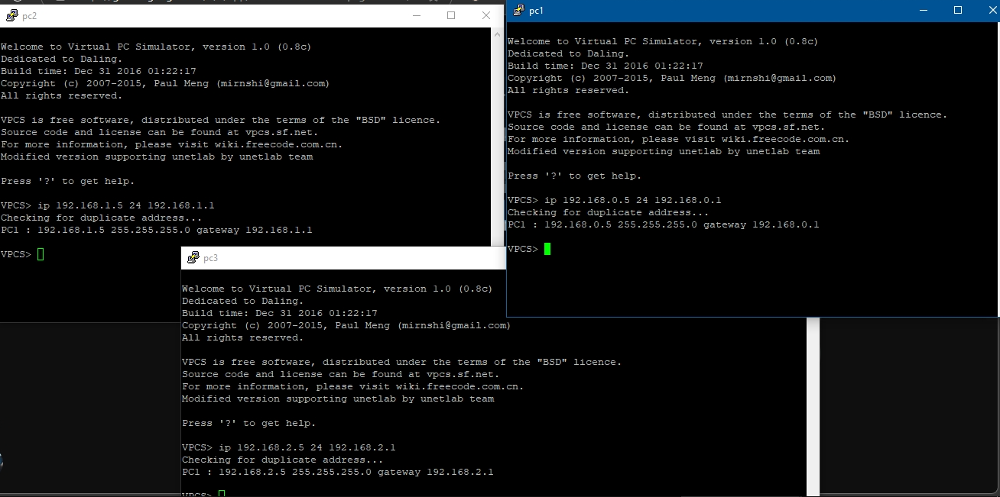 pc2
Welcome to Virtual PC Simulator, version 1.0 (0.8c)
Dedicated to Daling.
Build time: Dec 31 2016 01:22:17
Copyright (c) 2007-2015, Paul Meng (mirnshi@gmail.com)
All rights reserved.
VPCS is free software, distributed under the terms of the "BSD" licence.
Source code and license can be found at vpcs.sf.net.
For more information, please visit wiki.freecode.com.cn.
Modified version supporting unetlab by unetlab team
Press '?' to get help.
VPCS> ip 192.168.1.5 24 192.168.1.1
Checking for duplicate address...
PC1 : 192.168.1.5 255.255.255.0 gateway 192.168.1.1
VPCS>
pc1
Welcome to Virtual PC Simulator, version 1.0 (0.8c)
Dedicated to Daling.
Build time: Dec 31 2016 01:22:17
Copyright (c) 2007-2015, Paul Meng (mirnshi@gmail.com)
All rights reserved.
VPCS is free software, distributed under the terms of the "BSD" licence.
Source code and license can be found at vpcs.sf.net.
For more information, please visit wiki.freecode.com.cn.
Modified version supporting unetlab by unetlab team
Press '?' to get help.
VPCS> ip 192.168.0.5 24 192.168.0.1
Checking for duplicate address...
PC1 : 192.168.0.5 255.255.255.0 gateway 192.168.0.1
VPCS>
pc3
Welcome to Virtual PC Simulator, version 1.0 (0.8c)
Dedicated to Daling.
Build time: Dec 31 2016 01:22:17
Copyright (c) 2007-2015, Paul Meng (mirnshi@gmail.com)
All rights reserved.
VPCS is free software, distributed under the terms of the "BSD" licence.
Source code and license can be found at vpcs.sf.net.
For more information, please visit wiki.freecode.com.cn.
Modified version supporting unetlab by unetlab team
Press '?' to get help.
VPCS> ip 192.168.2.5 24 192.168.2.1
Checking for duplicate address...
PC1 : 192.168.2.5 255.255.255.0 gateway 192.168.2.1
VPCS>